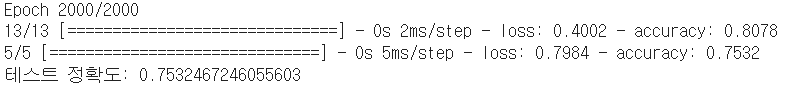 Epoch 2000/2000
13/13 [==============================] - 0s 2ms/step - loss: 0.4002 - accuracy: 0.8078
5/5 [==============================] - 0s 5ms/step - loss: 0.7984 - accuracy: 0.7532
테스트 정확도: 0.7532467246055603